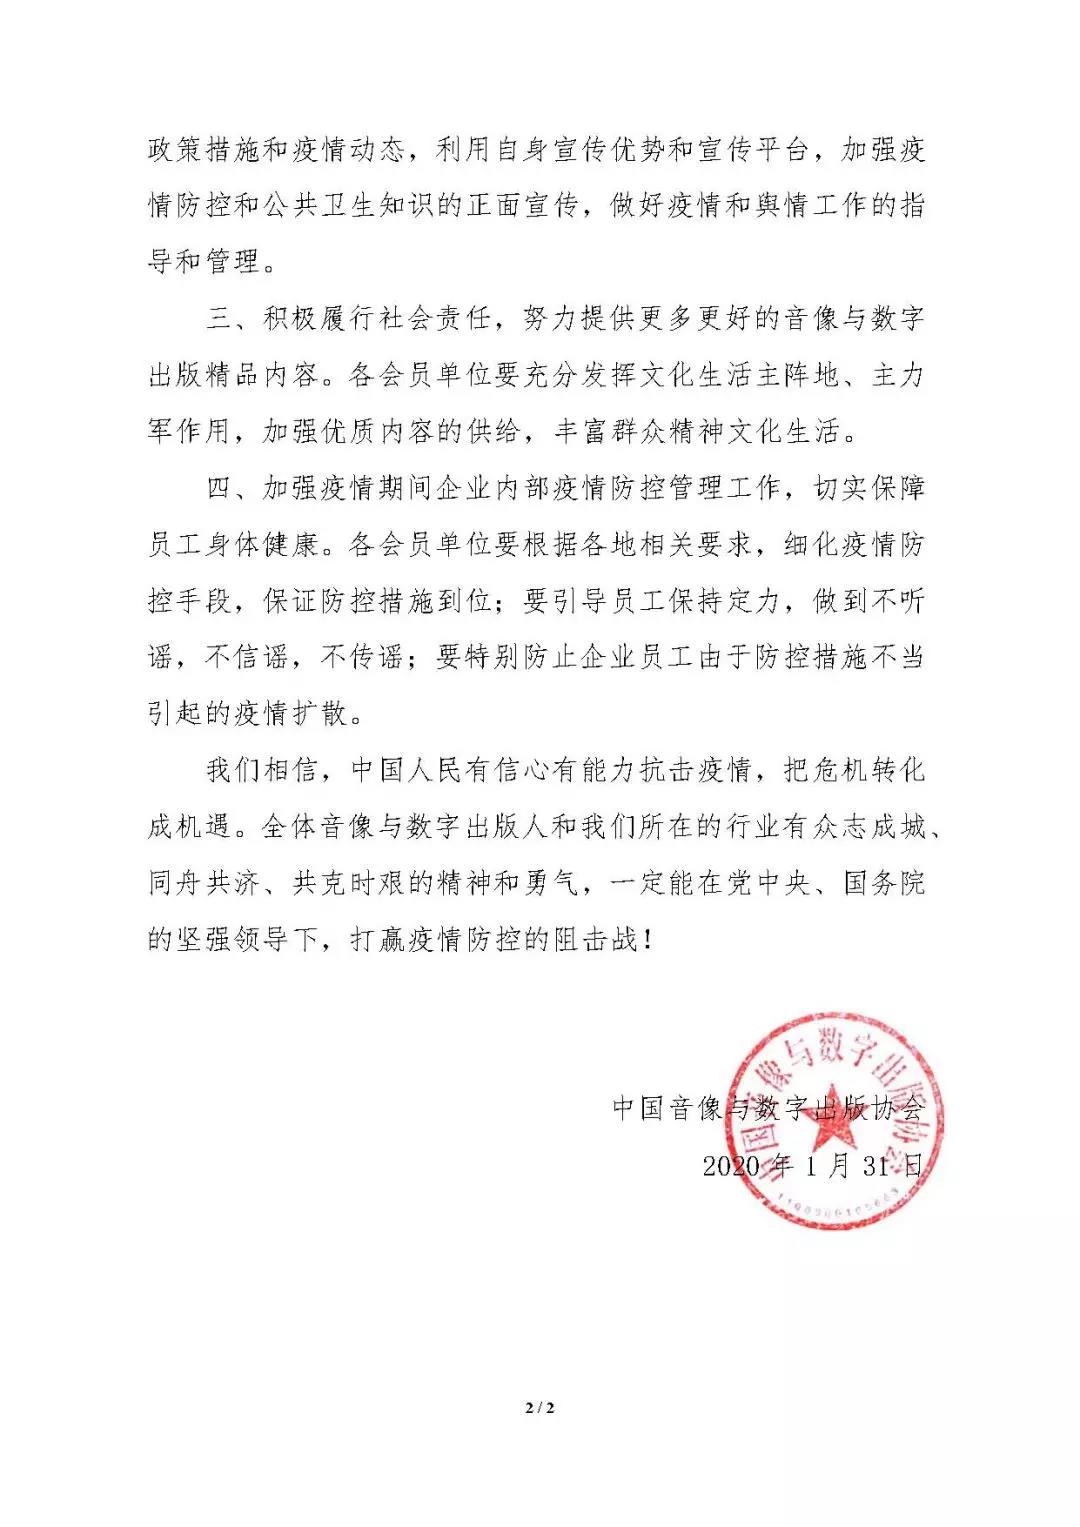 政策措施和疫情动态，利用自身宣传优势和宣传平台，加强疫
情防控和公共卫生知识的正面宣传，做好疫情和舆情工作的指
导和管理。
三、积极履行社会责任，努力提供更多更好的音像与数字
出版精品内容。各会员单位要充分发挥文化生活主阵地、主力
军作用，加强优质内容的供给，丰富群众精神文化生活。
四、加强疫情期间企业内部疫情防控管理工作，切实保障
员工身体健康。各会员单位要根据各地相关要求，细化疫情防
控手段，保证防控措施到位；要引导员工保持定力，做到不听
谣，不信谣，不传谣；要特别防止企业员工由于防控措施不当
引起的疫情扩散。
我们相信，中国人民有信心有能力抗击疫情，把危机转化
成机遇。全体音像与数字出版人和我们所在的行业有众志成城、
同舟共济、共克时艰的精神和勇气，一定能在党中央、国务院
的坚强领导下，打赢疫情防控的阻击战！
中国音像与数字出版协会
2020 年 1 月 31 日
中国音像与数字出版协会
2 / 2